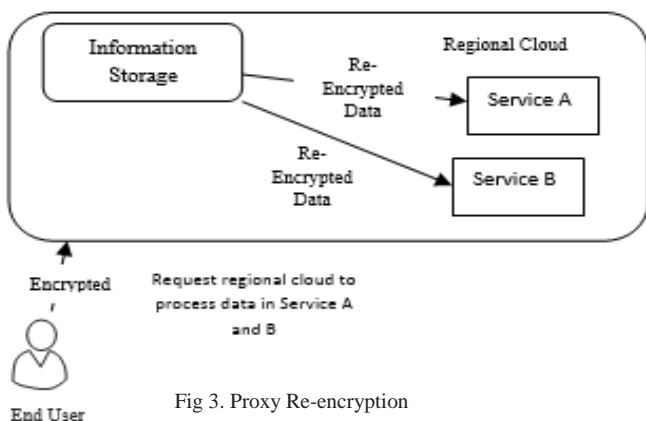 Information
Storage
Regional Cloud
Re-
Encrypted
Data
Service A
Re-
Encrypted
Data
Service B
Encrypted
Request regional cloud to
process data in Service A
and B
End User
Fig 3. Proxy Re-encryption